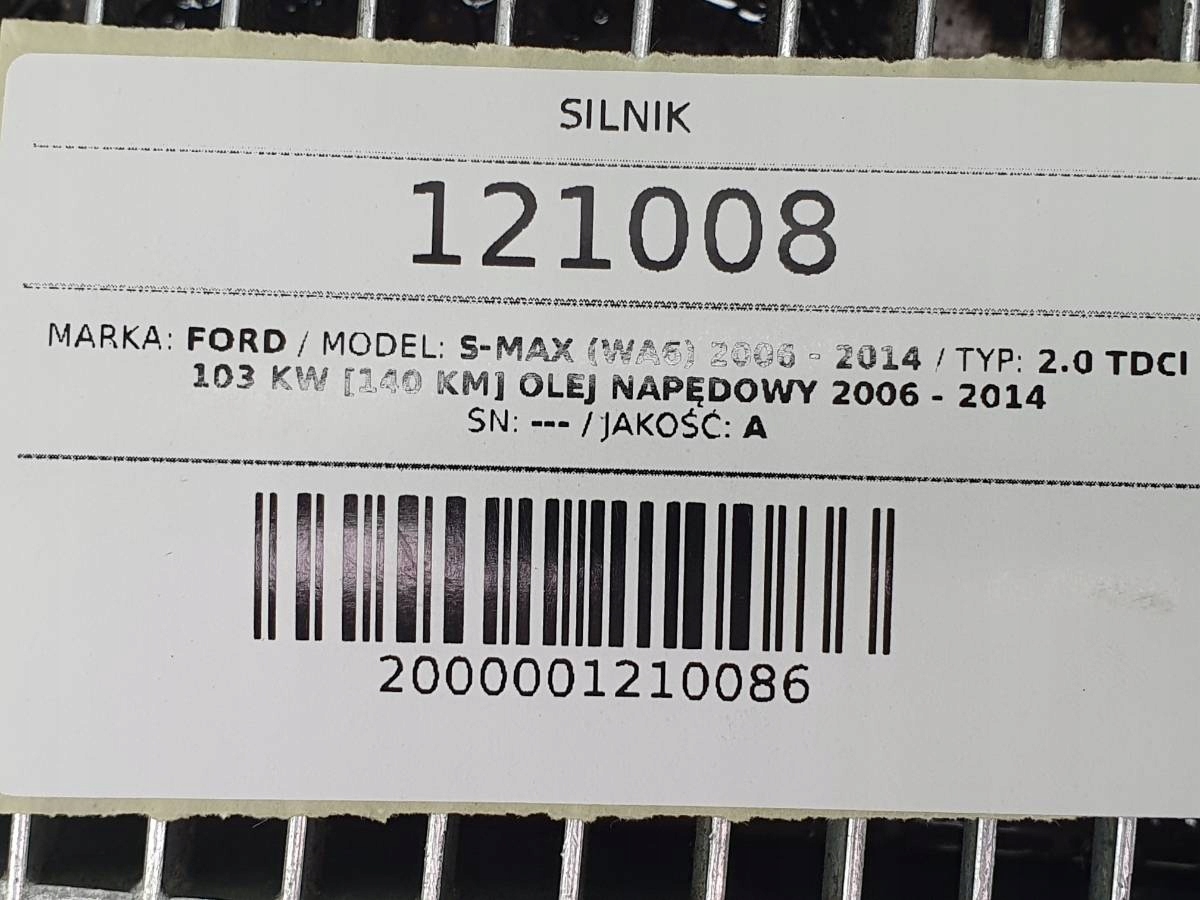 SILNIK
121008
MARKA: FORD / MODEL: S-MAX (WA6) 2006 - 2014 / TYP: 2.0 TDCI
103 KW [140 KM] OLEJ NAPĘDOWY 2006 - 2014
SN: --- / JAKOŚĆ: A
2000001210086